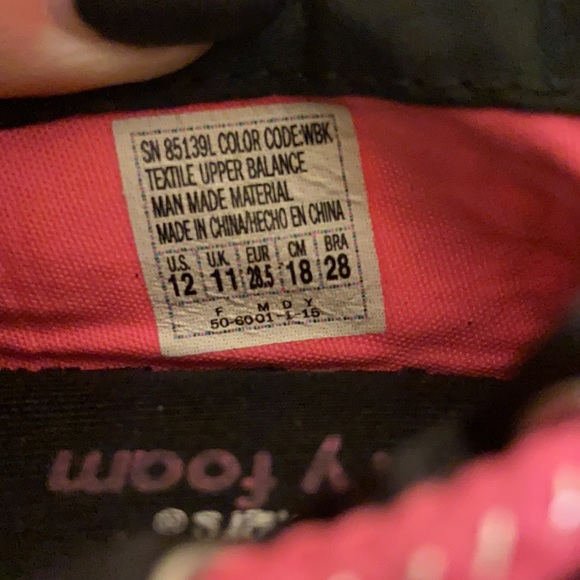 SN 85139L COLOR CODE:WBK
TEXTILE UPPER BALANCE
MAN MADE MATERIAL
MADE IN CHINA/HECHO EN CHINA
U.S. U.K. EUR CM BRA
12 11 28.5 18 28
F M D Y
50-6001-1-15
foam